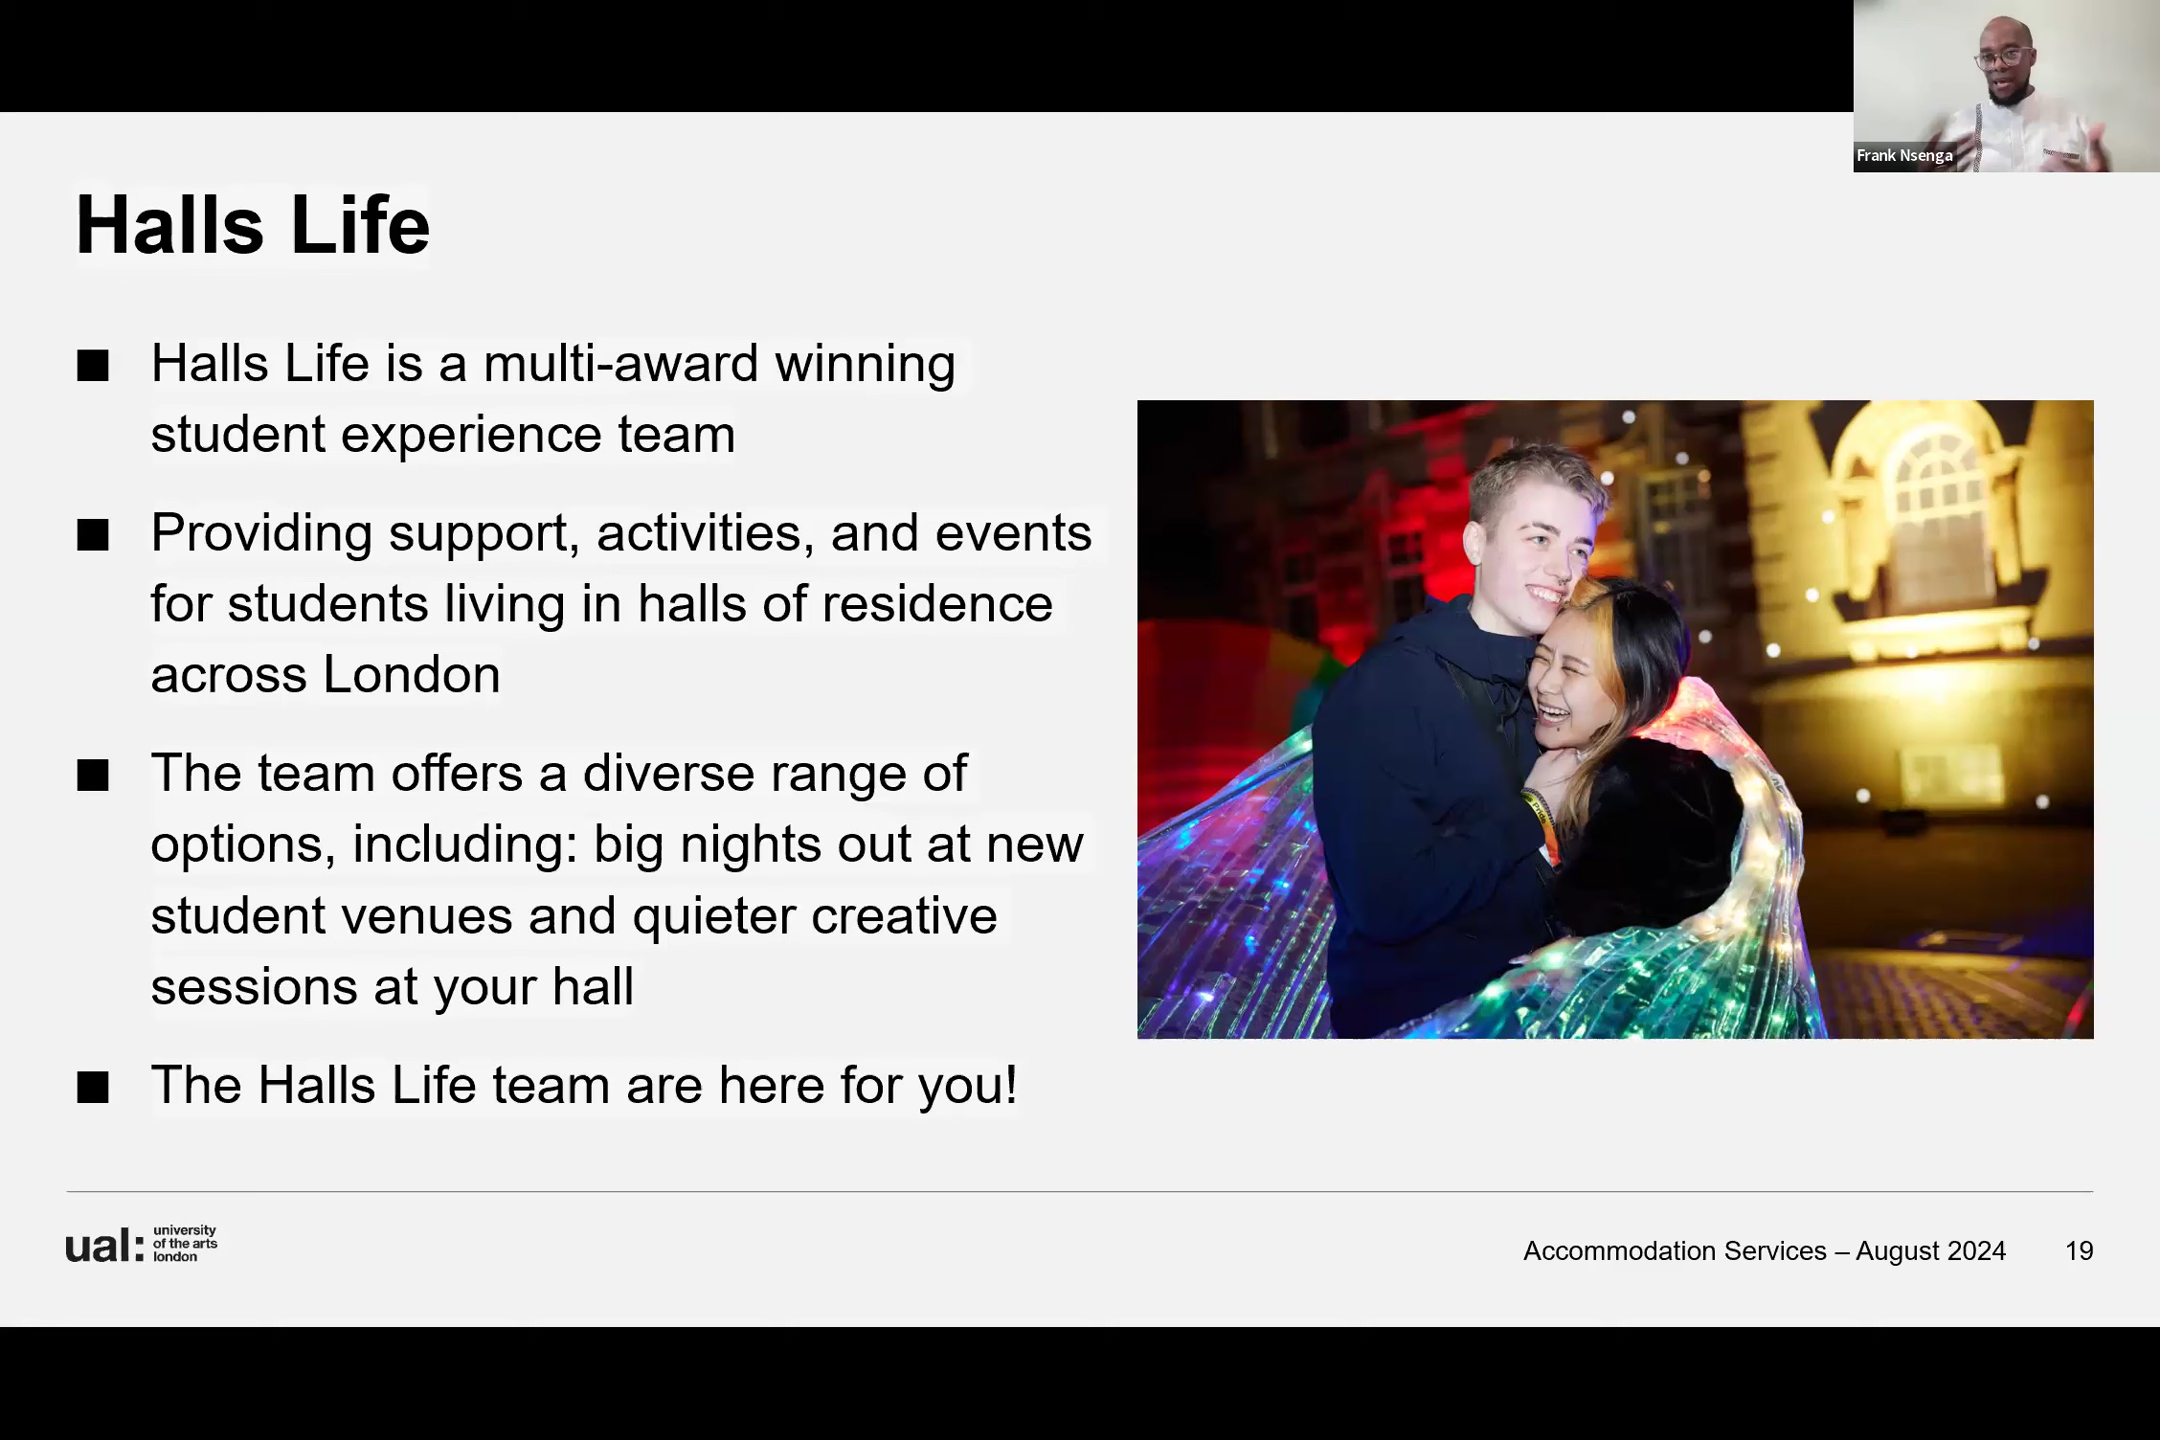 Frank Nsenga
Halls Life
■ Halls Life is a multi-award winning
student experience team
■ Providing support, activities, and events
for students living in halls of residence
across London
■ The team offers a diverse range of
options, including: big nights out at new
student venues and quieter creative
sessions at your hall
■ The Halls Life team are here for you!
ual: university
of the arts
london
Accommodation Services – August 2024 19